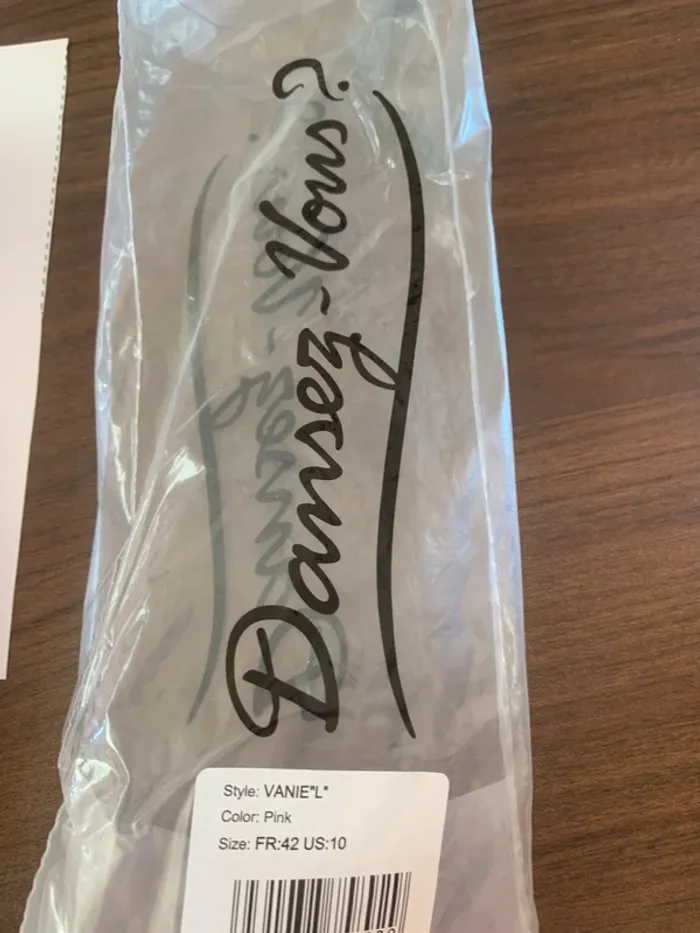 Dansez-Vous?
Style: VANIE"L"
Color: Pink
Size: FR:42 US:10